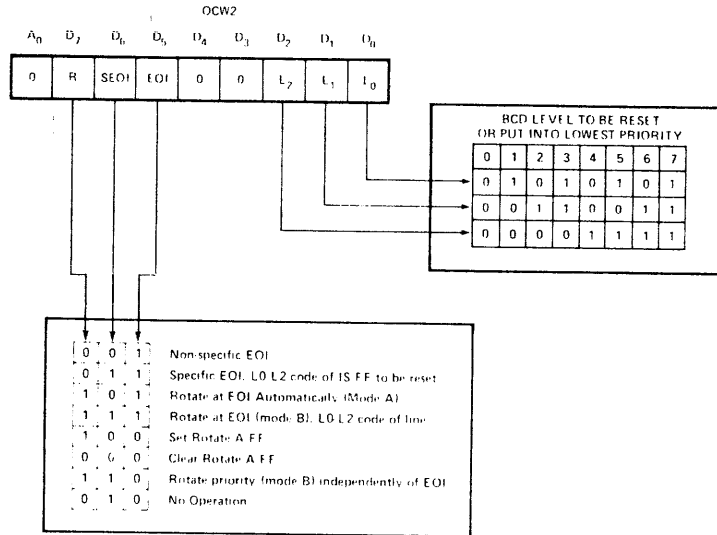 OCW2
A0 D7 D6 D5 D4 D3 D2 D1 D0
0 R SEOI EOI 0 0 L2 L1 L0
BCD LEVEL TO BE RESET
OR PUT INTO LOWEST PRIORITY
0 1 2 3 4 5 6 7
0 1 0 1 0 1 0 1
0 0 1 1 0 0 1 1
0 0 0 0 1 1 1 1
0 0 1 Non-specific EOI
0 1 1 Specific EOI, L0-L2 code of IS FF to be reset
1 0 1 Rotate at EOI Automatically (Mode A)
1 1 1 Rotate at EOI (mode B), L0-L2 code of line
1 0 0 Set Rotate A FF
0 0 0 Clear Rotate A FF
1 1 0 Rotate priority (mode B) independently of EOI
0 1 0 No Operation